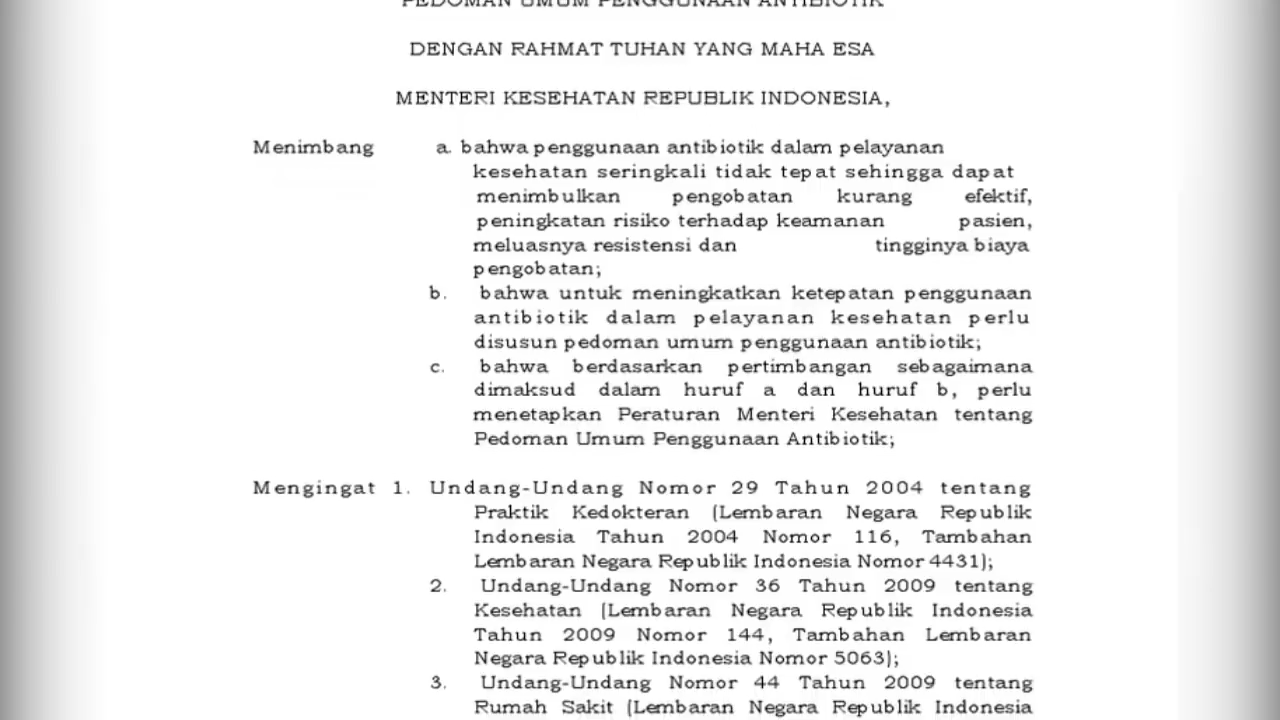 PEDOMAN UMUM PENGGUNAAN ANTIBIOTIK
DENGAN RAHMAT TUHAN YANG MAHA ESA
MENTERI KESEHATAN REPUBLIK INDONESIA,
Menimbang a. bahwa penggunaan antibiotik dalam pelayanan
kesehatan seringkali tidak tepat sehingga dapat
menimbulkan pengobatan kurang efektif,
peningkatan risiko terhadap keamanan pasien,
meluasnya resistensi dan tingginya biaya
pengobatan;
b. bahwa untuk meningkatkan ketepatan penggunaan
antibiotik dalam pelayanan kesehatan perlu
disusun pedoman umum penggunaan antibiotik;
c. bahwa berdasarkan pertimbangan sebagaimana
dimaksud dalam huruf a dan huruf b, perlu
menetapkan Peraturan Menteri Kesehatan tentang
Pedoman Umum Penggunaan Antibiotik;
Mengingat 1. Undang-Undang Nomor 29 Tahun 2004 tentang
Praktik Kedokteran (Lembaran Negara Republik
Indonesia Tahun 2004 Nomor 116, Tambahan
Lembaran Negara Republik Indonesia Nomor 4431);
2. Undang-Undang Nomor 36 Tahun 2009 tentang
Kesehatan (Lembaran Negara Republik Indonesia
Tahun 2009 Nomor 144, Tambahan Lembaran
Negara Republik Indonesia Nomor 5063);
3. Undang-Undang Nomor 44 Tahun 2009 tentang
Rumah Sakit (Lembaran Negara Republik Indonesia